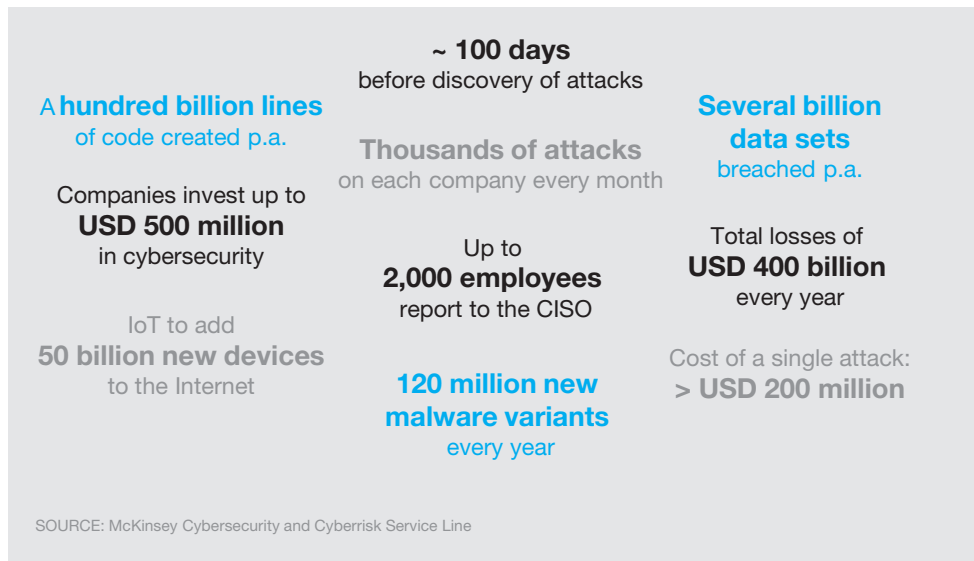 ~ 100 days
before discovery of attacks
A hundred billion lines
of code created p.a.
Several billion
data sets
breached p.a.
Thousands of attacks
on each company every month
Companies invest up to
USD 500 million
in cybersecurity
Up to
2,000 employees
report to the CISO
Total losses of
USD 400 billion
every year
IoT to add
50 billion new devices
to the Internet
120 million new
malware variants
every year
Cost of a single attack:
> USD 200 million
SOURCE: McKinsey Cybersecurity and Cyberrisk Service Line